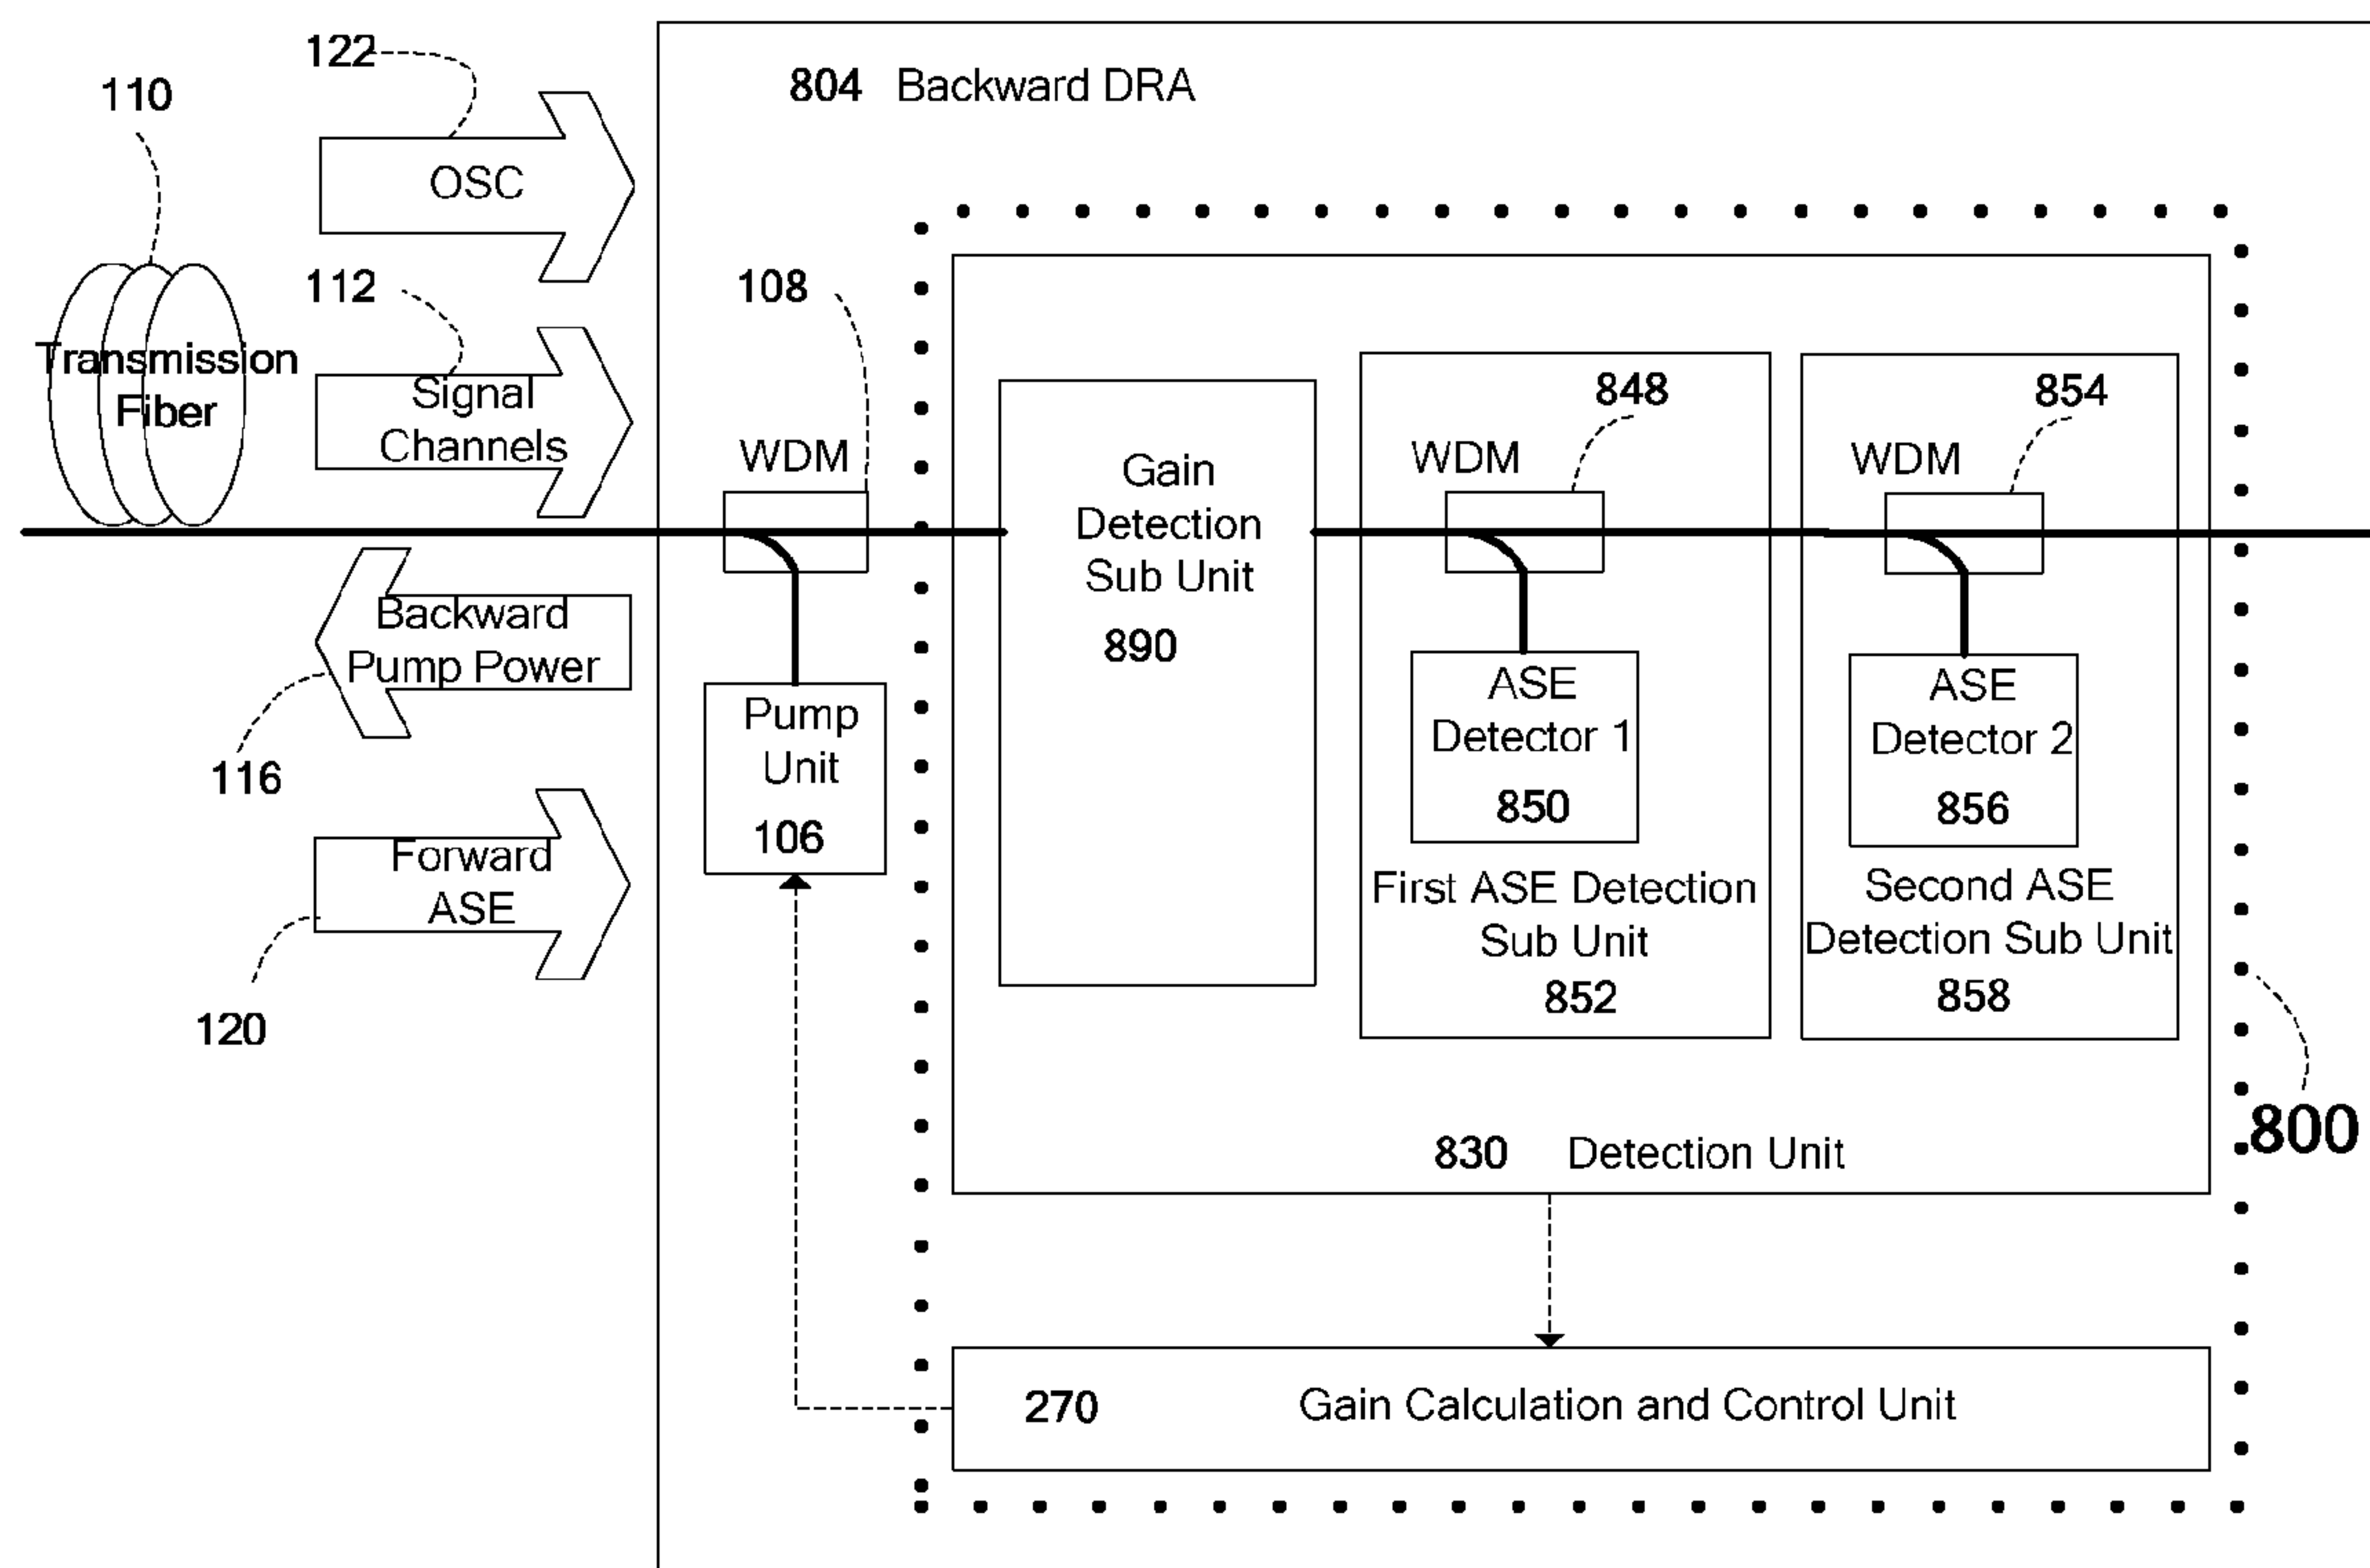 122
804 Backward DRA
110
OSC
112
108
Transmission
Fiber
Signal
Channels
WDM
Gain
Detection
Sub Unit
890
848
WDM
854
WDM
Backward
Pump Power
116
Pump
Unit
106
ASE
Detector 1
850
First ASE Detection
Sub Unit
852
ASE
Detector 2
856
Second ASE
Detection Sub Unit
858
Forward
ASE
120
830 Detection Unit
800
270 Gain Calculation and Control Unit